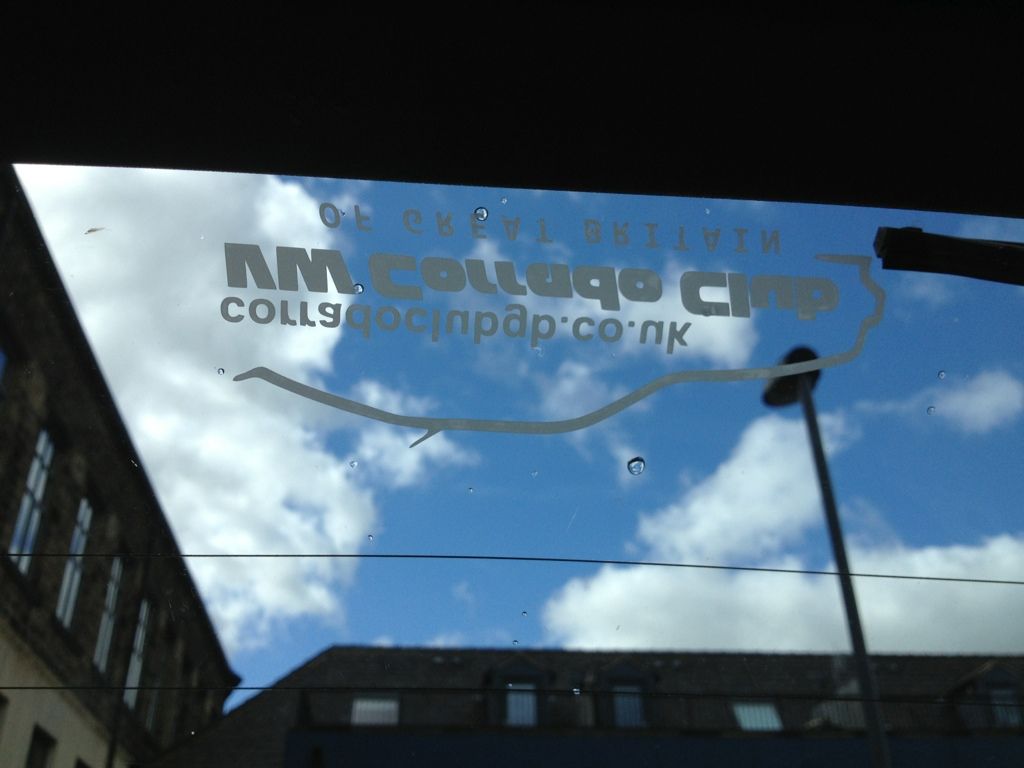 corradoclubgb.co.uk
VW Corrado Club
OF GREAT BRITAIN